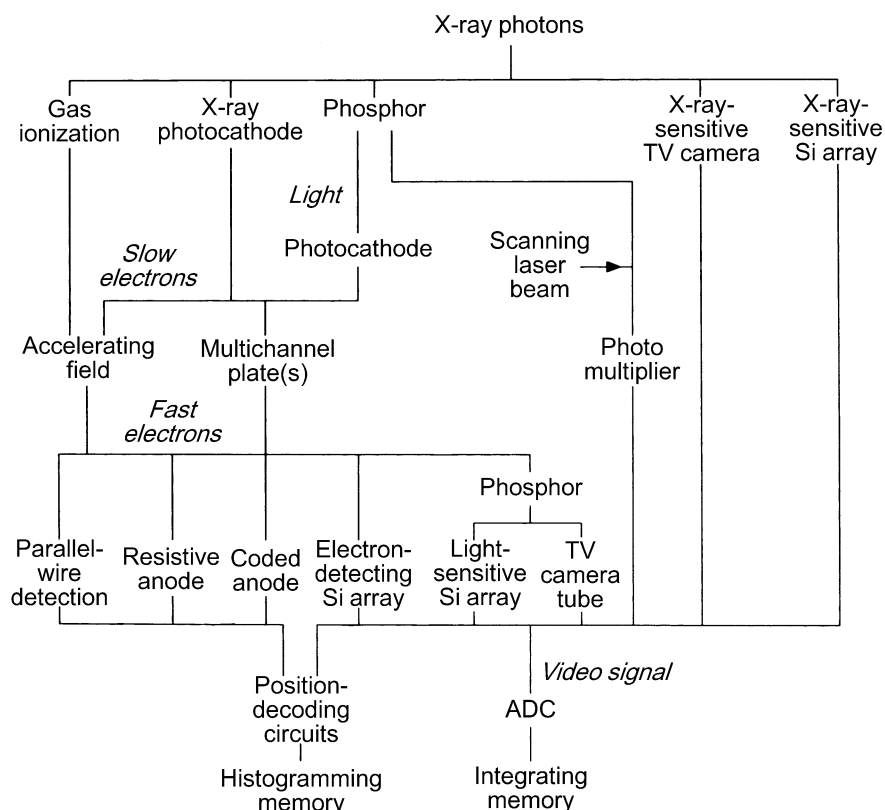 X-ray photons
Gas
ionization
X-ray
photocathode
Phosphor
X-ray-
sensitive
TV camera
X-ray-
sensitive
Si array
Light
Slow
electrons
Photocathode
Scanning
laser
beam
Accelerating
field
Multichannel
plate(s)
Photo
multiplier
Fast
electrons
Phosphor
Parallel-
wire
detection
Resistive
anode
Coded
anode
Electron-
detecting
Si array
Light-
sensitive
Si array
TV
camera
tube
Video signal
Position-
decoding
circuits
ADC
Histogramming
memory
Integrating
memory